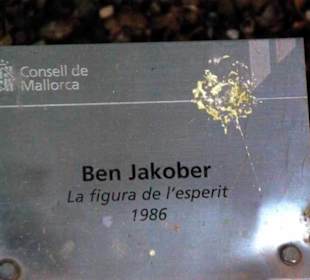 Consell de
Mallorca
Ben Jakober
La figura de l'esperit
1986